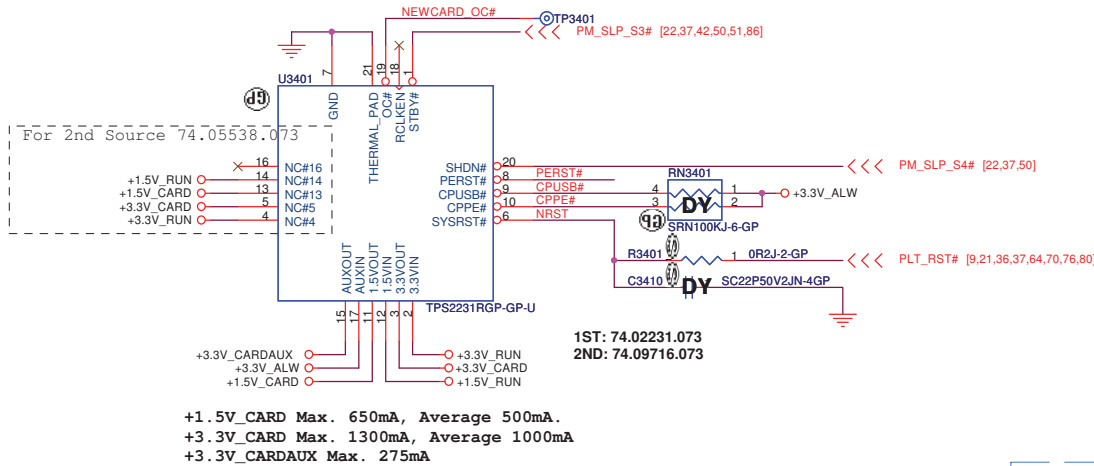 NEWCARD_OC#
TP3401
PM_SLP_S3# [22,37,42,50,51,86]
7
21
19
18
1
U3401
GP
GND
THERMAL_PAD
OC#
RCLKEN
STBY#
For 2nd Source 74.05538.073
16 NC#16
+1.5V_RUN 14 NC#14
+1.5V_CARD 13 NC#13
+3.3V_CARD 5 NC#5
+3.3V_RUN 4 NC#4
SHDN# 20 PM_SLP_S4# [22,37,50]
PERST# 8 PERST#
CPUSB# 9 CPUSB#
CPPE# 10 CPPE#
SYSRST# 6 NRST
RN3401
4 1 +3.3V_ALW
3 DY 2
GP
SRN100KJ-6-GP
R3401 1 0R2J-2-GP PLT_RST# [9,21,36,37,64,70,76,80]
C3410 DY SC22P50V2JN-4GP
AUXOUT
AUXIN
1.5VOUT
1.5VIN
3.3VOUT
3.3VIN
TPS2231RGP-GP-U
15
17
11
12
3
2
1ST: 74.02231.073
2ND: 74.09716.073
+3.3V_CARDAUX +3.3V_RUN
+3.3V_ALW +3.3V_CARD
+1.5V_CARD +1.5V_RUN
+1.5V_CARD Max. 650mA, Average 500mA.
+3.3V_CARD Max. 1300mA, Average 1000mA
+3.3V_CARDAUX Max. 275mA